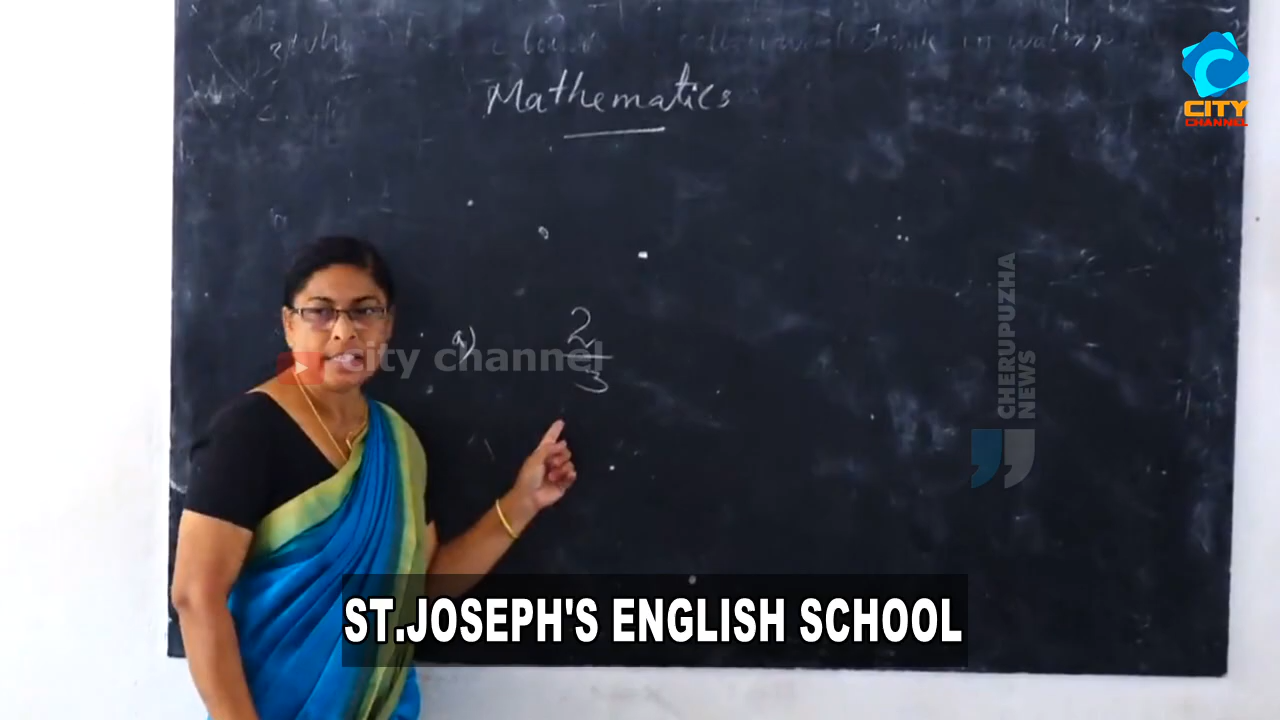 Mathematics
CITY
CHANNEL
a)
2
3
city channel
CHERUPUZHA
NEWS
ST.JOSEPH'S ENGLISH SCHOOL